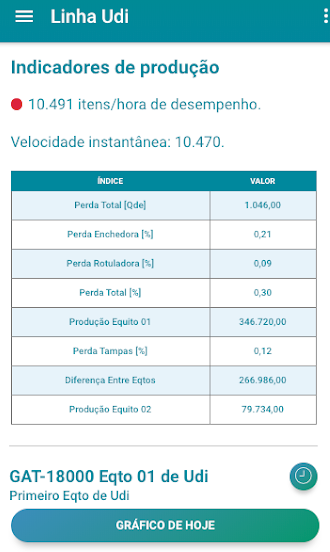 Linha Udi
Indicadores de produção
10.491 itens/hora de desempenho.
Velocidade instantânea: 10.470.
ÍNDICE VALOR
Perda Total [Qde] 1.046,00
Perda Enchedora [%] 0,21
Perda Rotuladora [%] 0,09
Perda Total [%] 0,30
Produção Equito 01 346.720,00
Perda Tampas [%] 0,12
Diferença Entre Eqtos 266.986,00
Produção Equito 02 79.734,00
GAT-18000 Eqto 01 de Udi
Primeiro Eqto de Udi
GRÁFICO DE HOJE